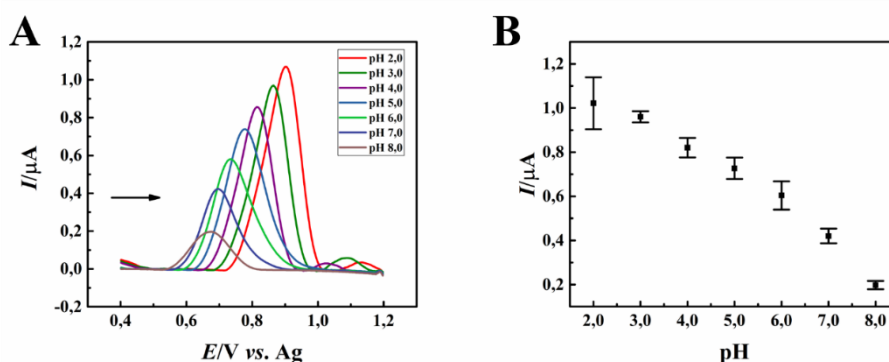 A
I/µA
1,2
1,0
0,8
0,6
0,4
0,2
0,0
-0,2
0,4
0,6
0,8
1,0
1,2
E/V vs. Ag
pH 2,0
pH 3,0
pH 4,0
pH 5,0
pH 6,0
pH 7,0
pH 8,0
B
I/µA
1,2
1,0
0,8
0,6
0,4
0,2
2,0
3,0
4,0
5,0
6,0
7,0
8,0
pH